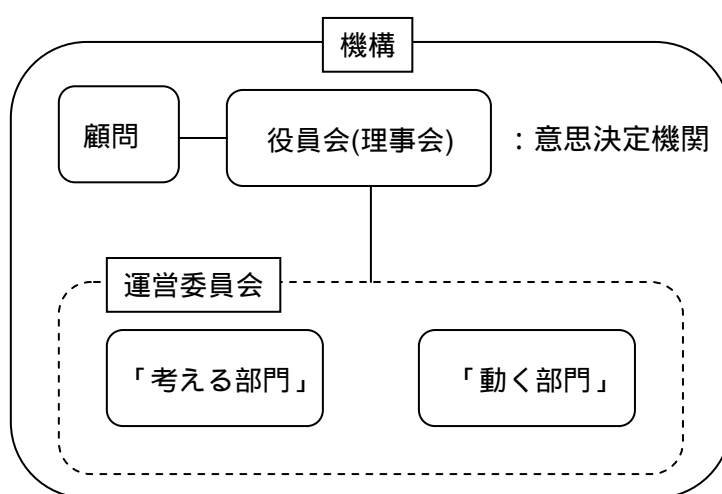 機構
顧問
役員会(理事会)
：意思決定機関
運営委員会
「考える部門」
「動く部門」